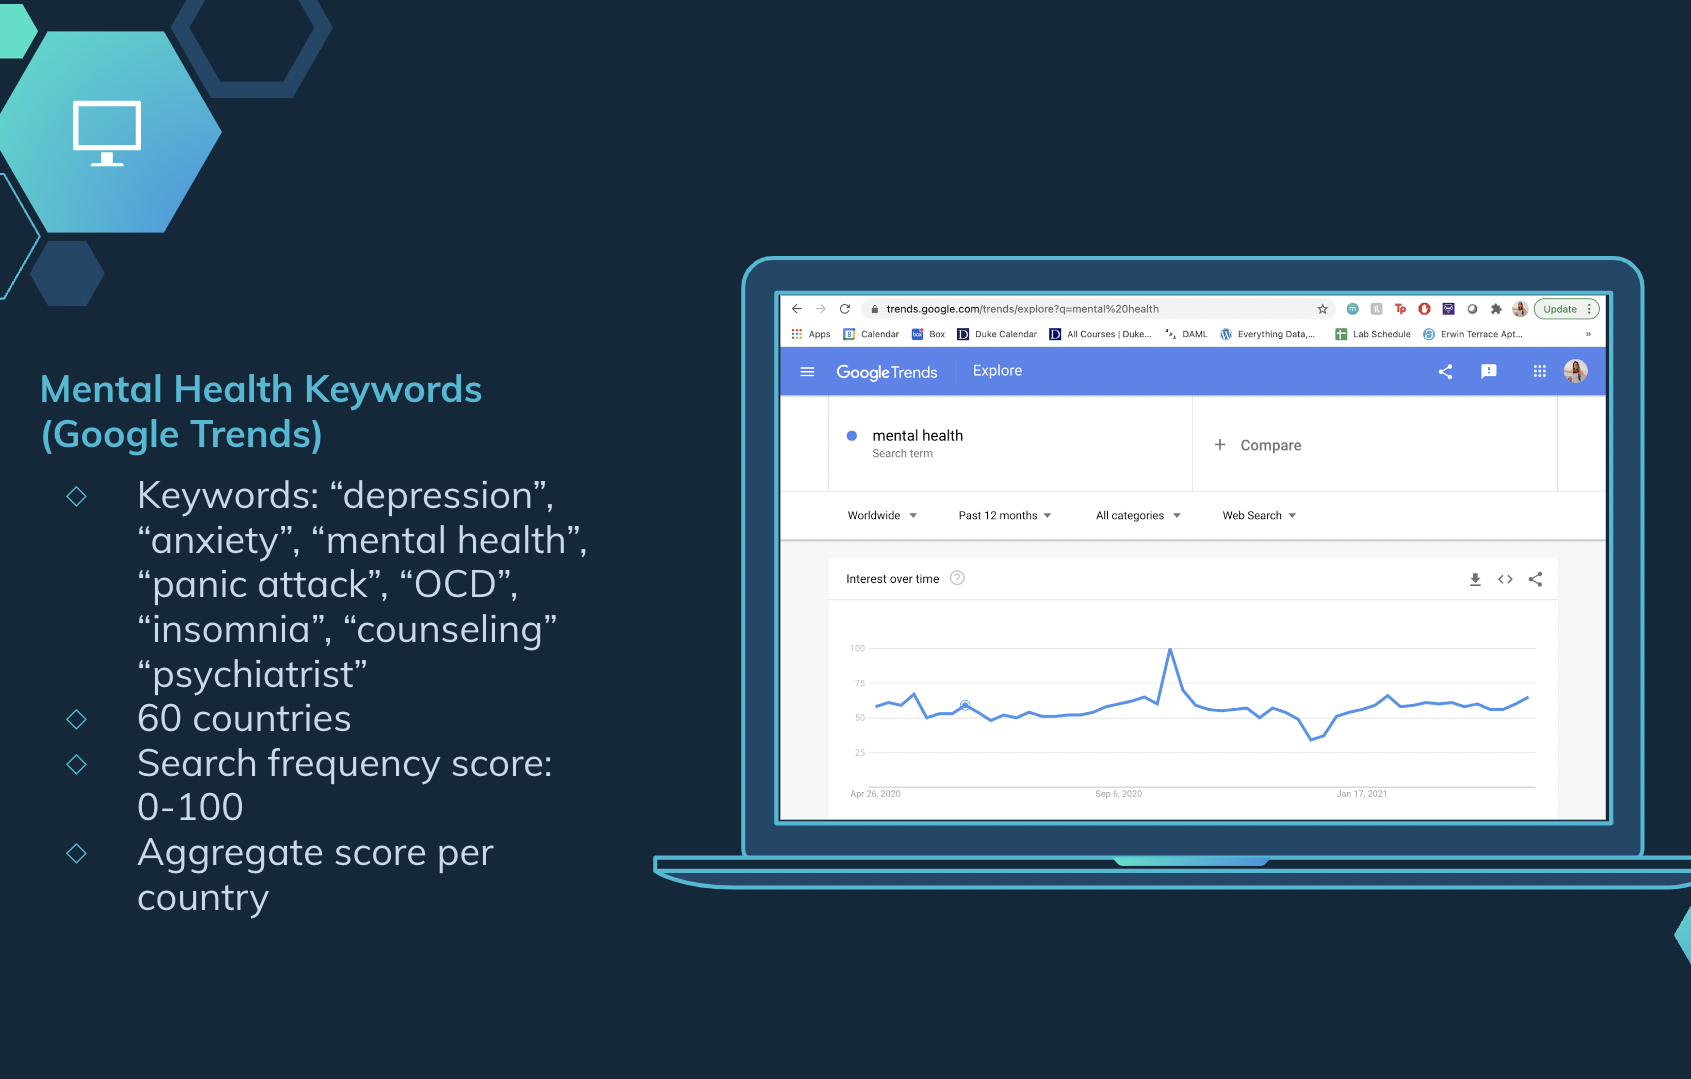 Mental Health Keywords
(Google Trends)
Keywords: “depression”,
“anxiety”, “mental health”,
“panic attack”, “OCD”,
“insomnia”, “counseling”
“psychiatrist”
60 countries
Search frequency score:
0-100
Aggregate score per
country
trends.google.com/trends/explore?q=mental%20health
Update
Apps Calendar Box Duke Calendar All Courses | Duke... DAML Everything Data,... Lab Schedule Erwin Terrace Apt... »
Google Trends Explore
mental health
Search term
+ Compare
Worldwide Past 12 months All categories Web Search
Interest over time
100
75
50
25
Apr 26, 2020 Sep 6, 2020 Jan 17, 2021